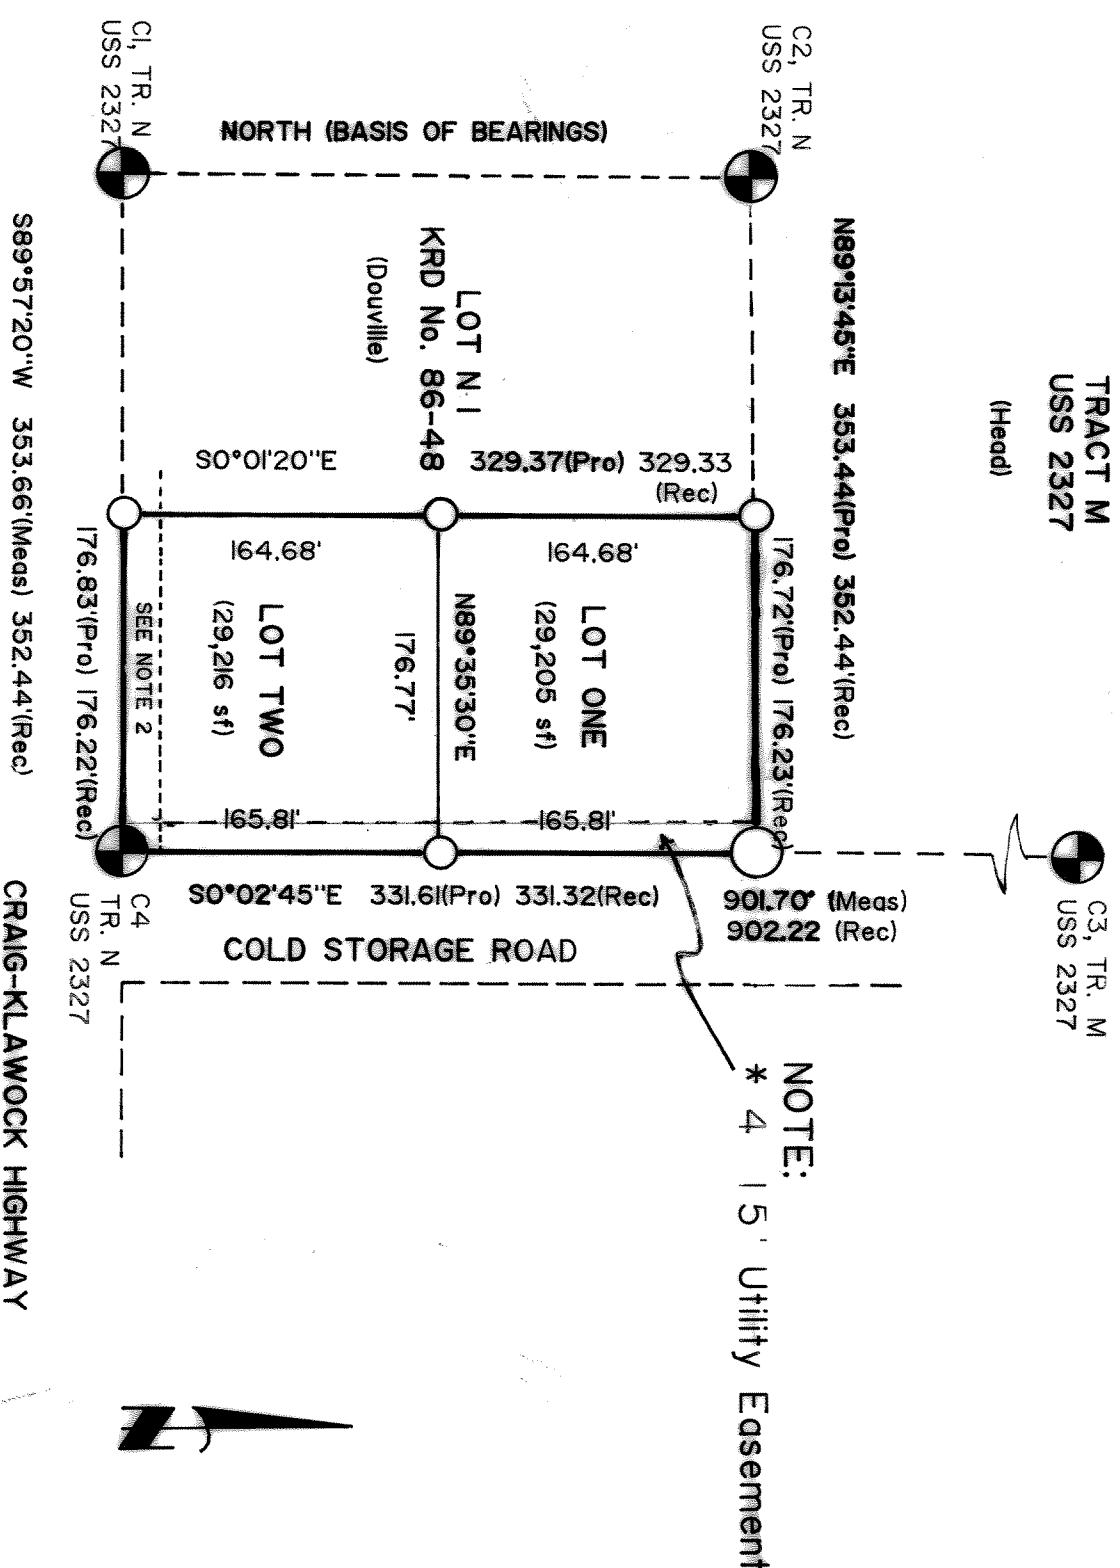 TRACT M
USS 2327
(Head)
C3, TR. M
USS 2327
C2, TR. N
USS 2327
N89°13'45"E 353.44'(Pro) 352.44'(Rec)
176.72'(Pro) 176.23'(Rec)
901.70' (Meas)
902.22 (Rec)
NORTH (BASIS OF BEARINGS)
LOT N 1
KRD No. 86-48
(Douville)
S0°01'20"E 329.37(Pro) 329.33
(Rec)
164.68'
164.68'
LOT ONE
(29,205 sf)
N89°35'30"E
176.77'
LOT TWO
(29,216 sf)
165.81'
165.81'
S0°02'45"E 331.61(Pro) 331.32(Rec)
COLD STORAGE ROAD
NOTE:
* 4 15' Utility Easement
SEE NOTE 2
C1, TR. N
USS 2327
C4
TR. N
USS 2327
176.83'(Pro) 176.22'(Rec)
S89°57'20"W 353.66'(Meas) 352.44'(Rec)
CRAIG-KLAWOCK HIGHWAY
N